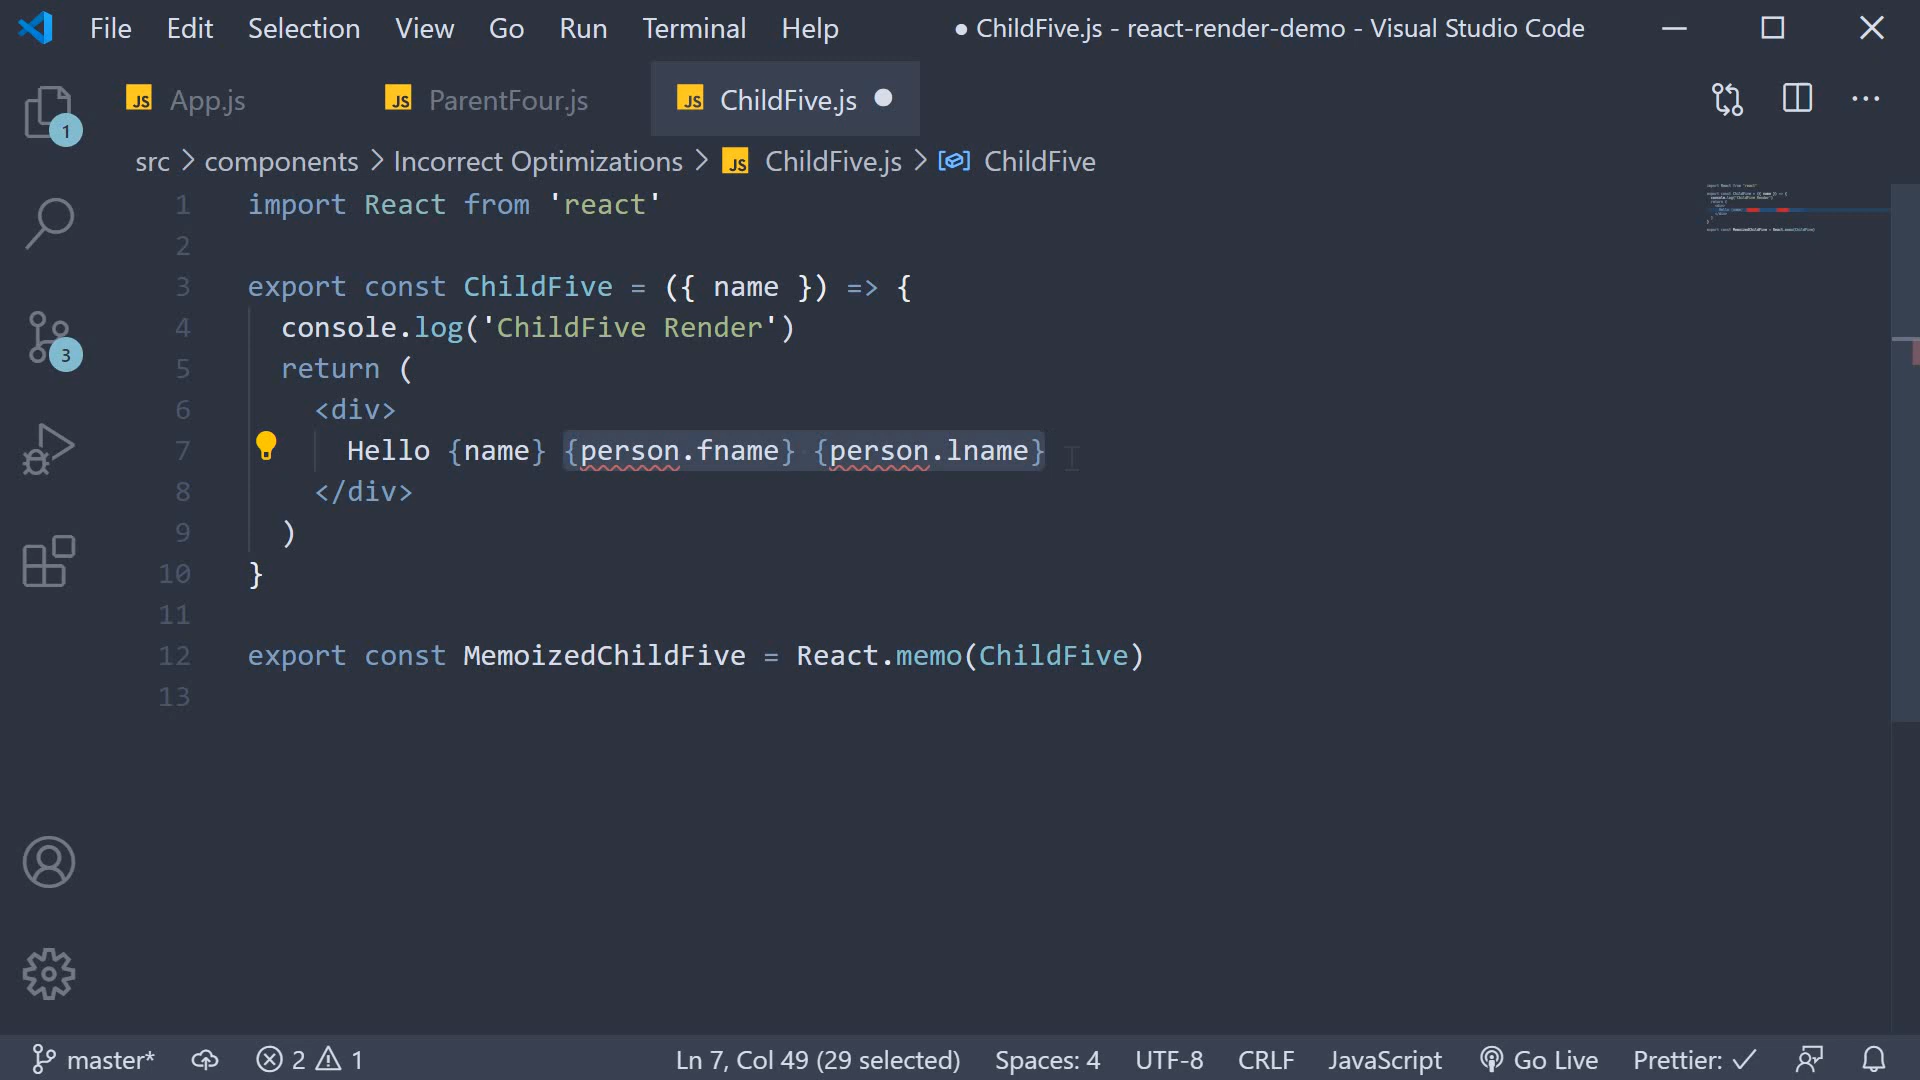 File Edit Selection View Go Run Terminal Help ● ChildFive.js - react-render-demo - Visual Studio Code
JS App.js JS ParentFour.js JS ChildFive.js
1
src > components > Incorrect Optimizations > JS ChildFive.js > ChildFive
1 import React from 'react'
2
3 export const ChildFive = ({ name }) => {
4 console.log('ChildFive Render')
5 return (
3
6 <div>
7 Hello {name} {person.fname} {person.lname}
8 </div>
9 )
10 }
11
12 export const MemoizedChildFive = React.memo(ChildFive)
13
master* 2 1 Ln 7, Col 49 (29 selected) Spaces: 4 UTF-8 CRLF JavaScript Go Live Prettier: ✓